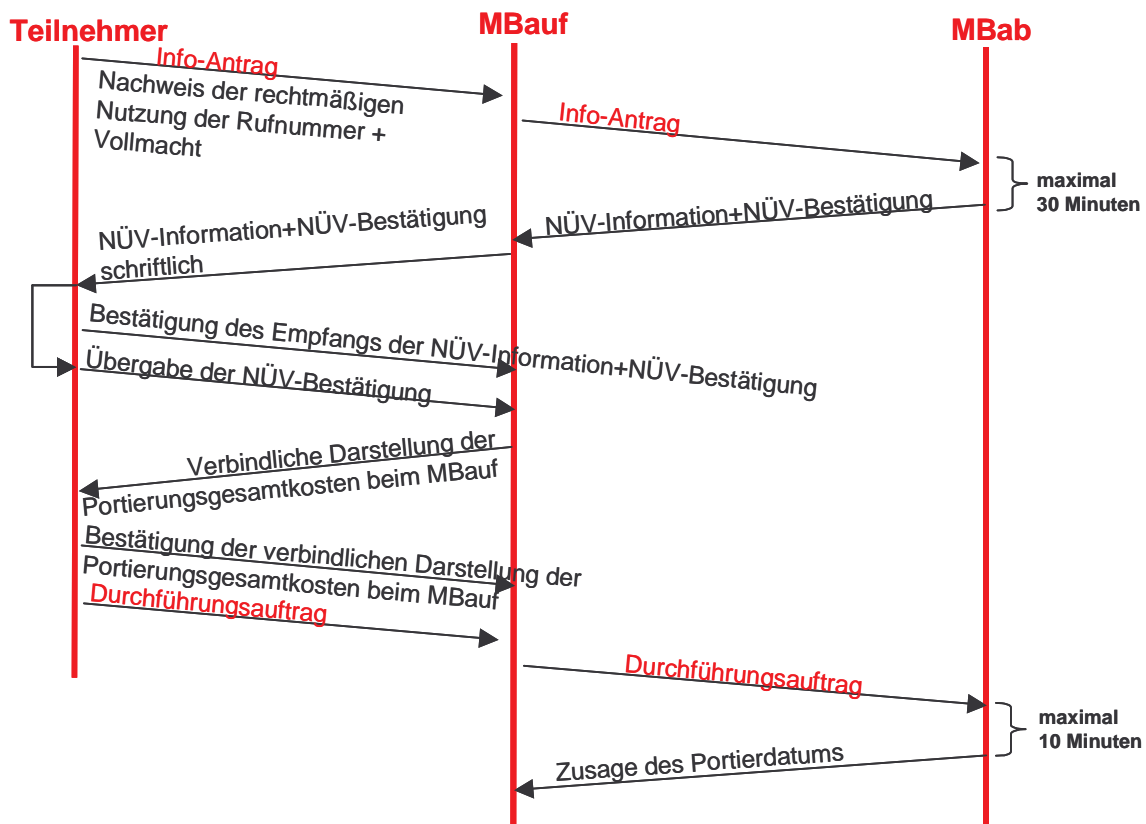 Teilnehmer
MBauf
MBab
Info-Antrag
Nachweis der rechtmäßigen
Nutzung der Rufnummer +
Vollmacht
Info-Antrag
maximal
30 Minuten
NÜV-Information+NÜV-Bestätigung
NÜV-Information+NÜV-Bestätigung
schriftlich
Bestätigung des Empfangs der NÜV-Information+NÜV-Bestätigung
Übergabe der NÜV-Bestätigung
Verbindliche Darstellung der
Portierungsgesamtkosten beim MBauf
Bestätigung der verbindlichen Darstellung der
Portierungsgesamtkosten beim MBauf
Durchführungsauftrag
Durchführungsauftrag
maximal
10 Minuten
Zusage des Portierdatums